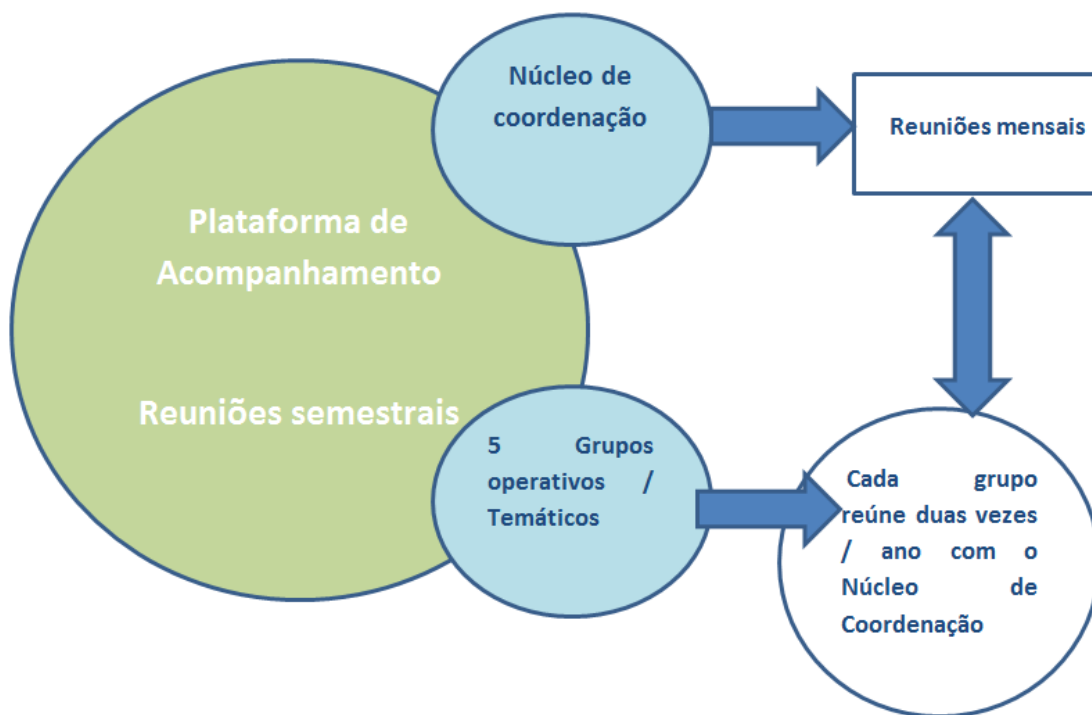 Núcleo de
coordenação
Reuniões mensais
Plataforma de
Acompanhamento
Reuniões semestrais
5 Grupos
operativos /
Temáticos
Cada grupo
reúne duas vezes
/ ano com o
Núcleo de
Coordenação